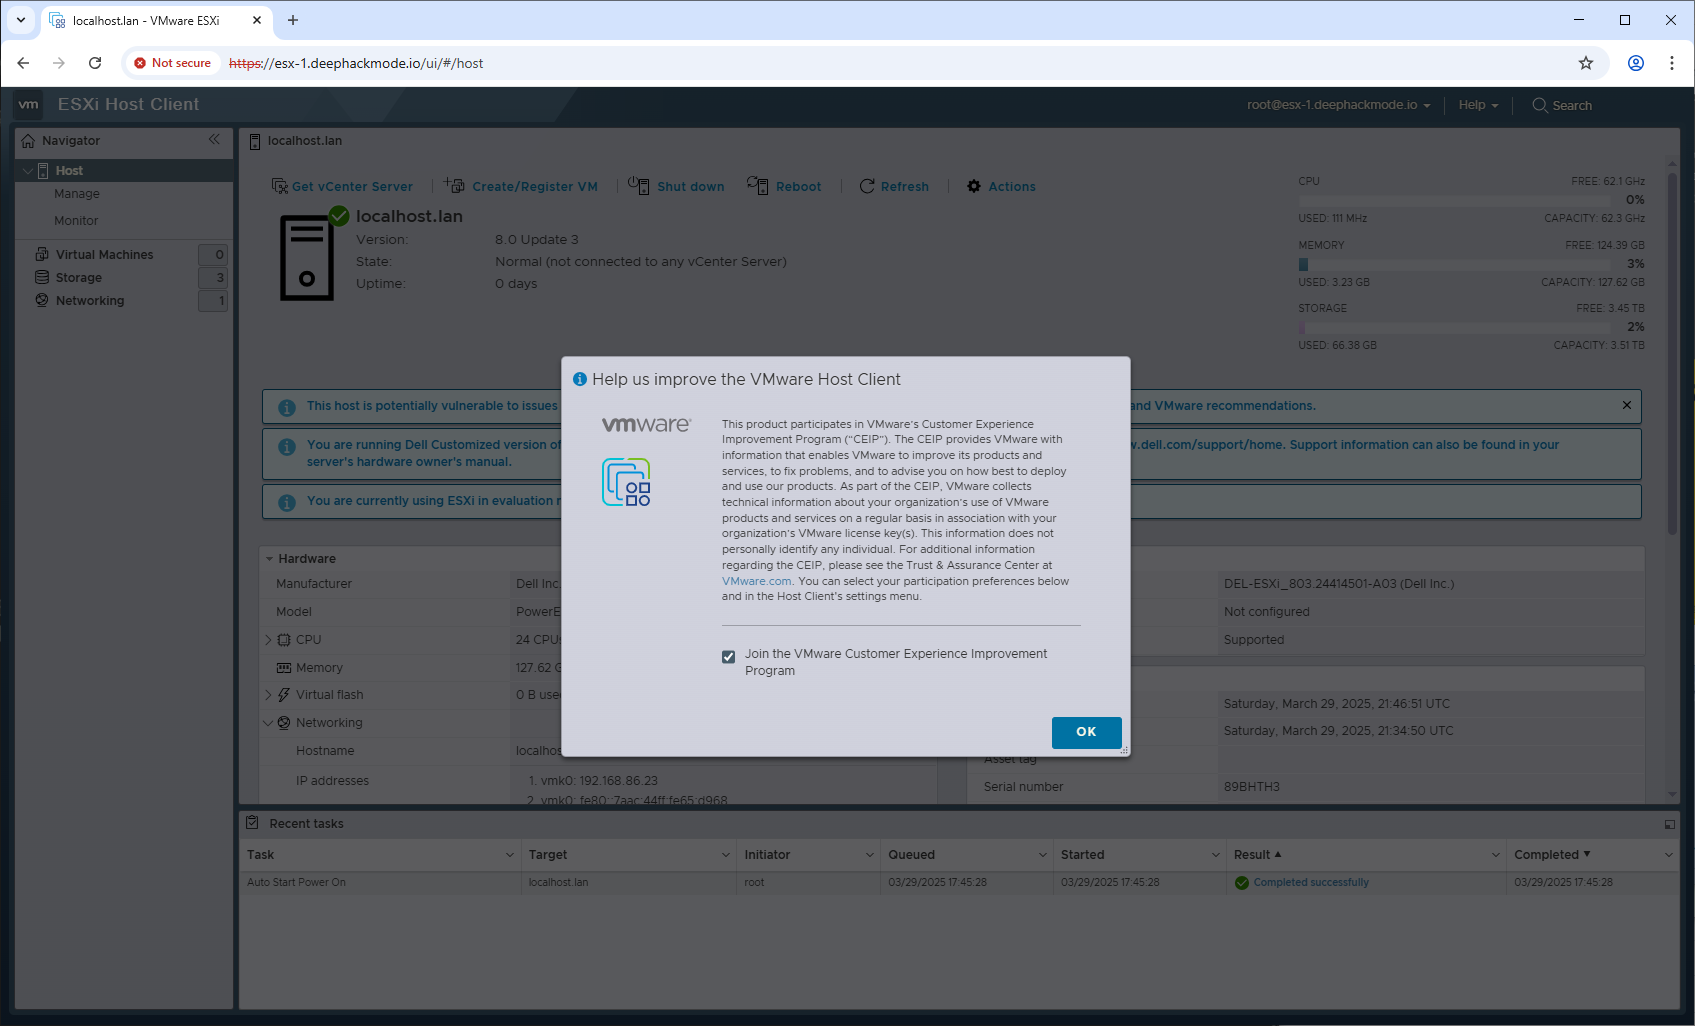 localhost.lan - VMware ESXi
Not secure
https://esx-1.deephackmode.io/ui/#/host
vm
ESXi Host Client
root@esx-1.deephackmode.io
Help
Search
Navigator
Host
Manage
Monitor
Virtual Machines
0
Storage
3
Networking
1
localhost.lan
Get vCenter Server
Create/Register VM
Shut down
Reboot
Refresh
Actions
localhost.lan
Version: 8.0 Update 3
State: Normal (not connected to any vCenter Server)
Uptime: 0 days
CPU FREE: 62.1 GHz
0%
USED: 111 MHz CAPACITY: 62.3 GHz
MEMORY FREE: 124.39 GB
3%
USED: 3.23 GB CAPACITY: 127.62 GB
STORAGE FREE: 3.45 TB
2%
USED: 66.38 GB CAPACITY: 3.51 TB
This host is potentially vulnerable to issues
and VMware recommendations.
You are running Dell Customized version of
w.dell.com/support/home. Support information can also be found in your
server's hardware owner's manual.
You are currently using ESXi in evaluation
Help us improve the VMware Host Client
vmware
This product participates in VMware's Customer Experience
Improvement Program ("CEIP"). The CEIP provides VMware with
information that enables VMware to improve its products and
services, to fix problems, and to advise you on how best to deploy
and use our products. As part of the CEIP, VMware collects
technical information about your organization's use of VMware
products and services on a regular basis in association with your
organization's VMware license key(s). This information does not
personally identify any individual. For additional information
regarding the CEIP, please see the Trust & Assurance Center at
VMware.com. You can select your participation preferences below
and in the Host Client's settings menu.
Join the VMware Customer Experience Improvement
Program
OK
Hardware
Manufacturer Dell Inc.
Model PowerE
CPU 24 CPUs
Memory 127.62 G
Virtual flash 0 B used
Networking
Hostname localhos
IP addresses 1. vmk0: 192.168.86.23
2. vmk0: fe80::7aac:44ff:fe65:d968
DEL-ESXi_803.24414501-A03 (Dell Inc.)
Not configured
Supported
Saturday, March 29, 2025, 21:46:51 UTC
Saturday, March 29, 2025, 21:34:50 UTC
Asset tag
Serial number 89BHTH3
Recent tasks
Task Target Initiator Queued Started Result Completed
Auto Start Power On localhost.lan root 03/29/2025 17:45:28 03/29/2025 17:45:28 Completed successfully 03/29/2025 17:45:28